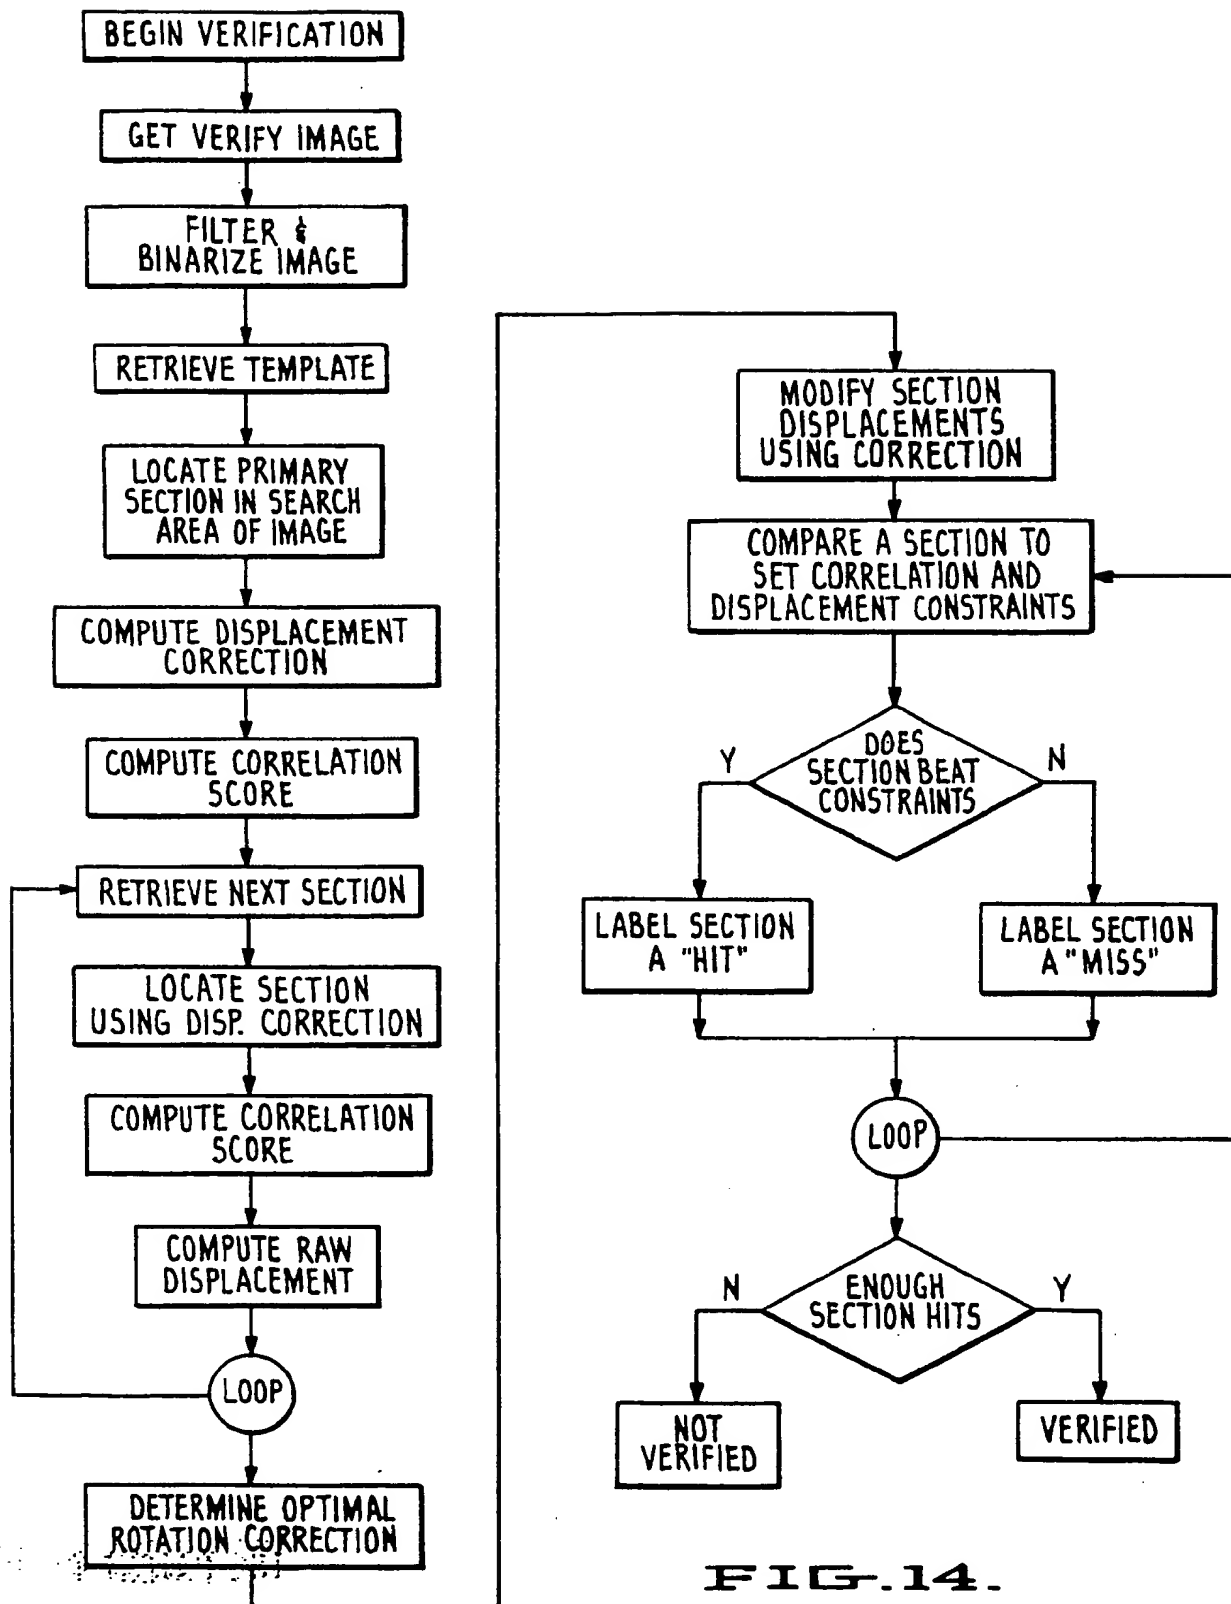 BEGIN VERIFICATION
GET VERIFY IMAGE
FILTER &
BINARIZE IMAGE
RETRIEVE TEMPLATE
LOCATE PRIMARY
SECTION IN SEARCH
AREA OF IMAGE
COMPUTE DISPLACEMENT
CORRECTION
COMPUTE CORRELATION
SCORE
RETRIEVE NEXT SECTION
LOCATE SECTION
USING DISP. CORRECTION
COMPUTE CORRELATION
SCORE
COMPUTE RAW
DISPLACEMENT
LOOP
DETERMINE OPTIMAL
ROTATION CORRECTION
MODIFY SECTION
DISPLACEMENTS
USING CORRECTION
COMPARE A SECTION TO
SET CORRELATION AND
DISPLACEMENT CONSTRAINTS
DOES
SECTION BEAT
CONSTRAINTS
Y
N
LABEL SECTION
A "HIT"
LABEL SECTION
A "MISS"
LOOP
ENOUGH
SECTION HITS
N
Y
NOT
VERIFIED
VERIFIED
FIG.14.